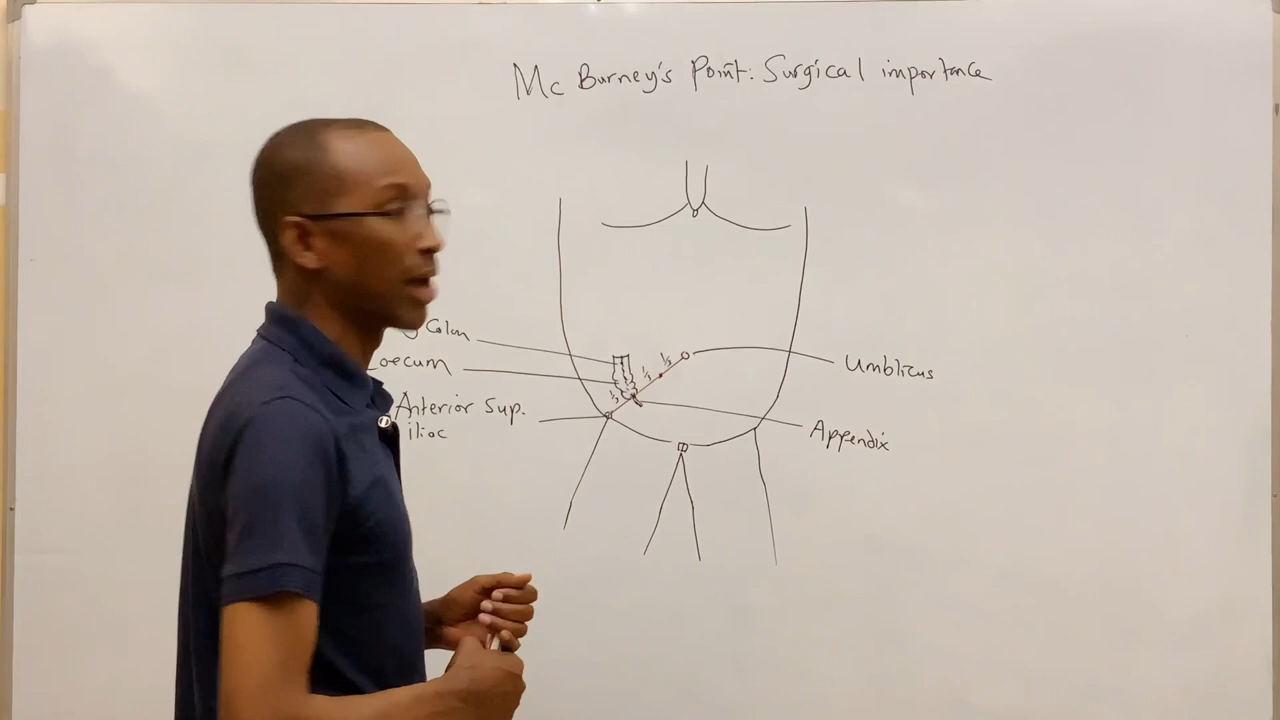 Mc Burney's Point: Surgical importance
Colon
oecum
Anterior Sup.
iliac
1/3
1/3
1/3
Umblicus
Appendix